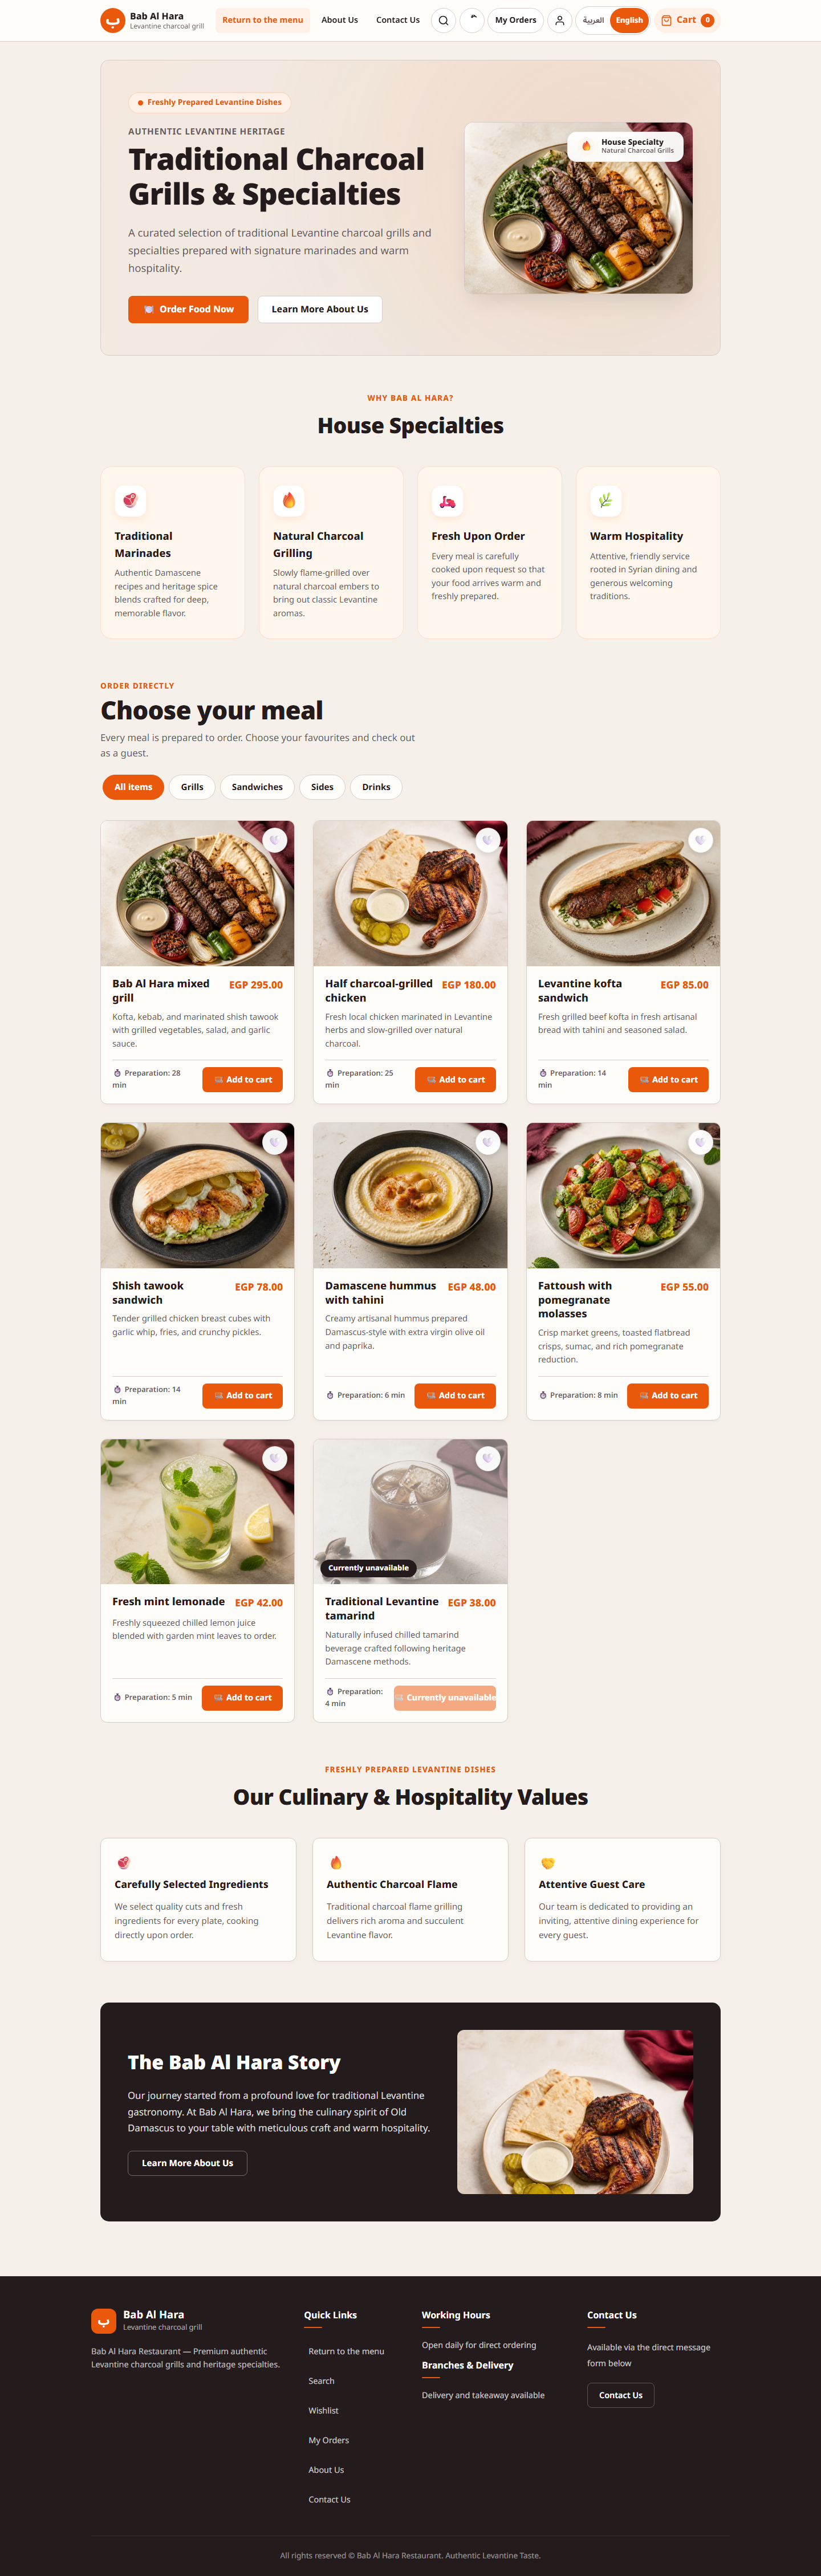 ب
Bab Al Hara
Levantine charcoal grill
Return to the menu
About Us
Contact Us
My Orders
العربية
English
Cart
0
Freshly Prepared Levantine Dishes
AUTHENTIC LEVANTINE HERITAGE
Traditional Charcoal
Grills & Specialties
A curated selection of traditional Levantine charcoal grills and
specialties prepared with signature marinades and warm
hospitality.
Order Food Now
Learn More About Us
House Specialty
Natural Charcoal Grills
WHY BAB AL HARA?
House Specialties
Traditional
Marinades
Authentic Damascene
recipes and heritage spice
blends crafted for deep,
memorable flavor.
Natural Charcoal
Grilling
Slowly flame-grilled over
natural charcoal embers to
bring out classic Levantine
aromas.
Fresh Upon Order
Every meal is carefully
cooked upon request so that
your food arrives warm and
freshly prepared.
Warm Hospitality
Attentive, friendly service
rooted in Syrian dining and
generous welcoming
traditions.
ORDER DIRECTLY
Choose your meal
Every meal is prepared to order. Choose your favourites and check out
as a guest.
All items
Grills
Sandwiches
Sides
Drinks
Bab Al Hara mixed
grill
EGP 295.00
Kofta, kebab, and marinated shish tawook
with grilled vegetables, salad, and garlic
sauce.
Preparation: 28
min
Add to cart
Half charcoal-grilled
chicken
EGP 180.00
Fresh local chicken marinated in Levantine
herbs and slow-grilled over natural
charcoal.
Preparation: 25
min
Add to cart
Levantine kofta
sandwich
EGP 85.00
Fresh grilled beef kofta in fresh artisanal
bread with tahini and seasoned salad.
Preparation: 14
min
Add to cart
Shish tawook
sandwich
EGP 78.00
Tender grilled chicken breast cubes with
garlic whip, fries, and crunchy pickles.
Preparation: 14
min
Add to cart
Damascene hummus
with tahini
EGP 48.00
Creamy artisanal hummus prepared
Damascus-style with extra virgin olive oil
and paprika.
Preparation: 6 min
Add to cart
Fattoush with
pomegranate
molasses
EGP 55.00
Crisp market greens, toasted flatbread
crisps, sumac, and rich pomegranate
reduction.
Preparation: 8 min
Add to cart
Fresh mint lemonade
EGP 42.00
Freshly squeezed chilled lemon juice
blended with garden mint leaves to order.
Preparation: 5 min
Add to cart
Currently unavailable
Traditional Levantine
tamarind
EGP 38.00
Naturally infused chilled tamarind
beverage crafted following heritage
Damascene methods.
Preparation:
4 min
Currently unavailable
FRESHLY PREPARED LEVANTINE DISHES
Our Culinary & Hospitality Values
Carefully Selected Ingredients
We select quality cuts and fresh
ingredients for every plate, cooking
directly upon order.
Authentic Charcoal Flame
Traditional charcoal flame grilling
delivers rich aroma and succulent
Levantine flavor.
Attentive Guest Care
Our team is dedicated to providing an
inviting, attentive dining experience for
every guest.
The Bab Al Hara Story
Our journey started from a profound love for traditional Levantine
gastronomy. At Bab Al Hara, we bring the culinary spirit of Old
Damascus to your table with meticulous craft and warm hospitality.
Learn More About Us
ب
Bab Al Hara
Levantine charcoal grill
Bab Al Hara Restaurant — Premium authentic
Levantine charcoal grills and heritage specialties.
Quick Links
Return to the menu
Search
Wishlist
My Orders
About Us
Contact Us
Working Hours
Open daily for direct ordering
Branches & Delivery
Delivery and takeaway available
Contact Us
Available via the direct message
form below
Contact Us
All rights reserved © Bab Al Hara Restaurant. Authentic Levantine Taste.